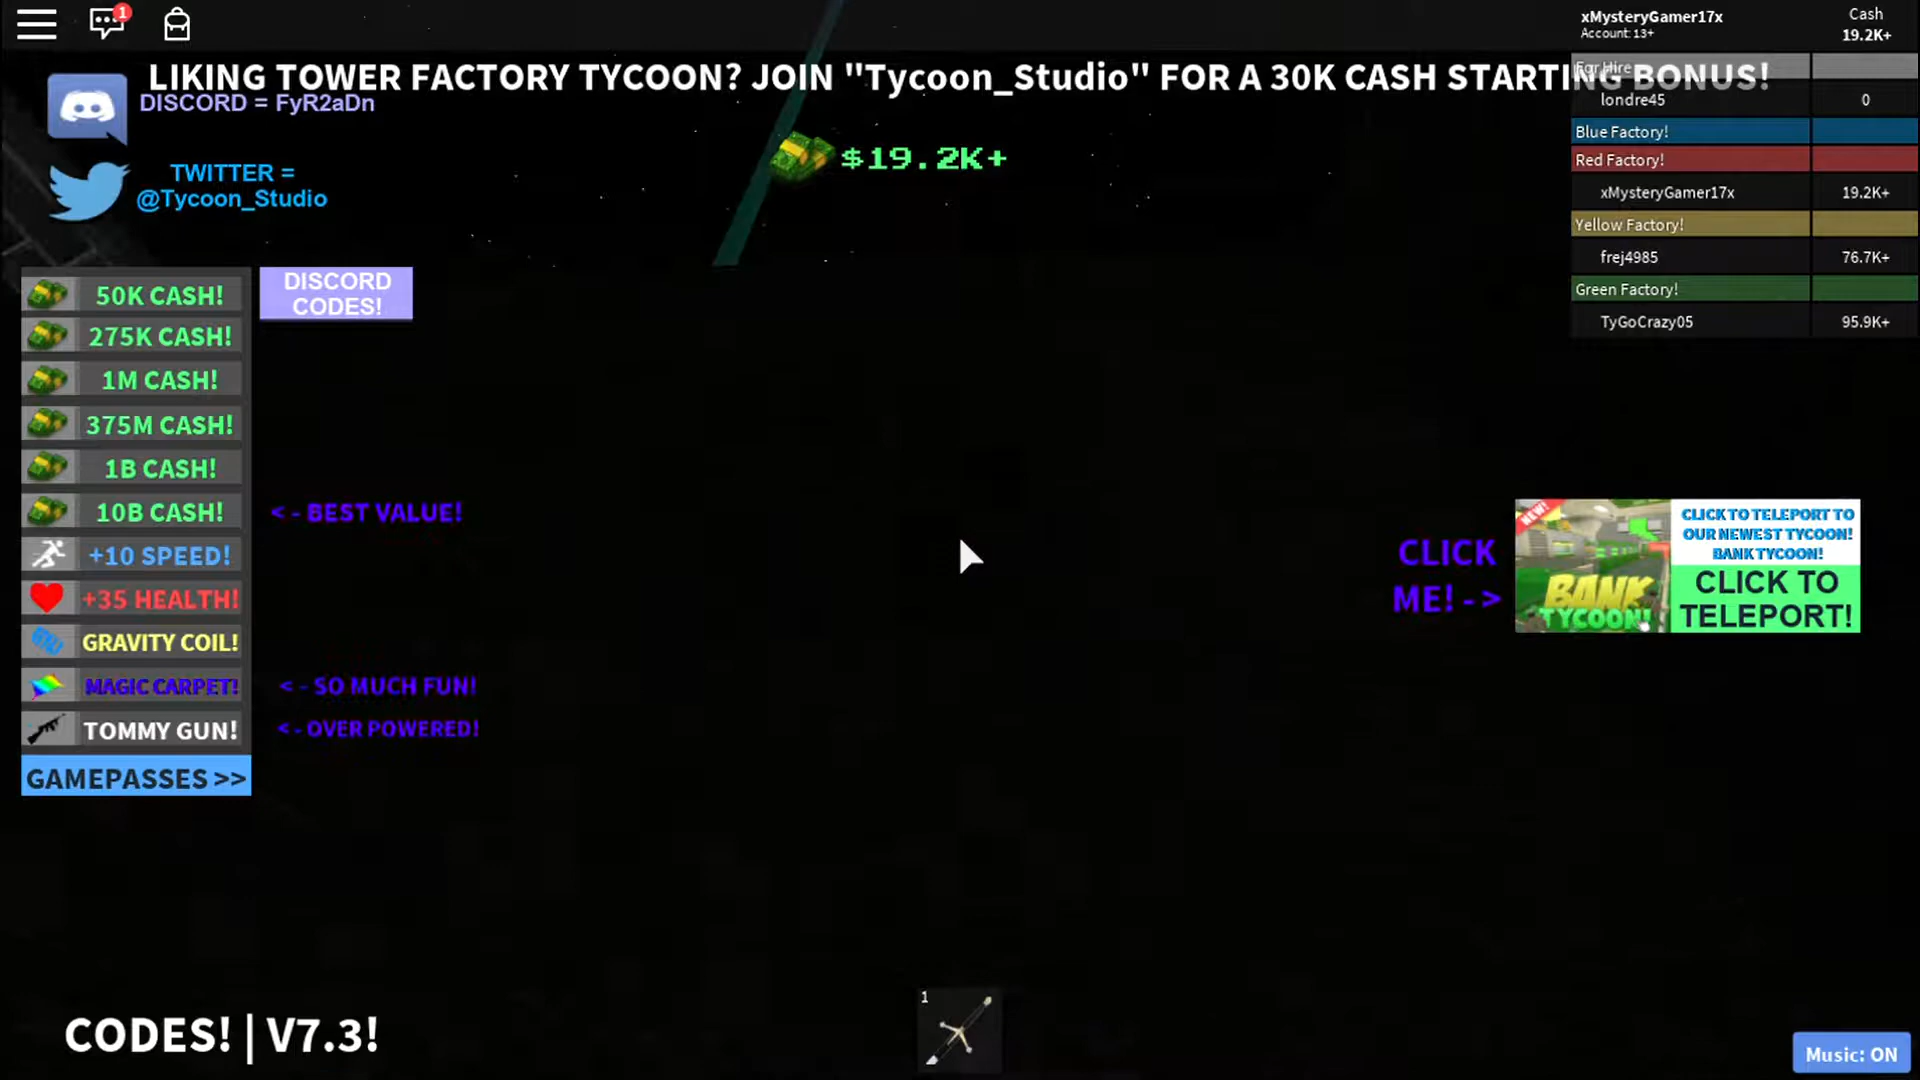 1
xMysteryGamer17x
Account: 13+
Cash
19.2K+
LIKING TOWER FACTORY TYCOON? JOIN "Tycoon_Studio" FOR A 30K CASH STARTING BONUS!
DISCORD = FyR2aDn
TWITTER =
@Tycoon_Studio
$19.2K+
For Hire
londre45 0
Blue Factory!
Red Factory!
xMysteryGamer17x 19.2K+
Yellow Factory!
frej4985 76.7K+
Green Factory!
TyGoCrazy05 95.9K+
DISCORD
CODES!
50K CASH!
275K CASH!
1M CASH!
375M CASH!
1B CASH!
10B CASH!
<- BEST VALUE!
+10 SPEED!
+35 HEALTH!
GRAVITY COIL!
MAGIC CARPET!
<- SO MUCH FUN!
TOMMY GUN!
<- OVER POWERED!
GAMEPASSES >>
CLICK
ME! ->
NEW!
BANK
TYCOON!
CLICK TO TELEPORT TO
OUR NEWEST TYCOON!
BANK TYCOON!
CLICK TO
TELEPORT!
1
CODES! | V7.3!
Music: ON